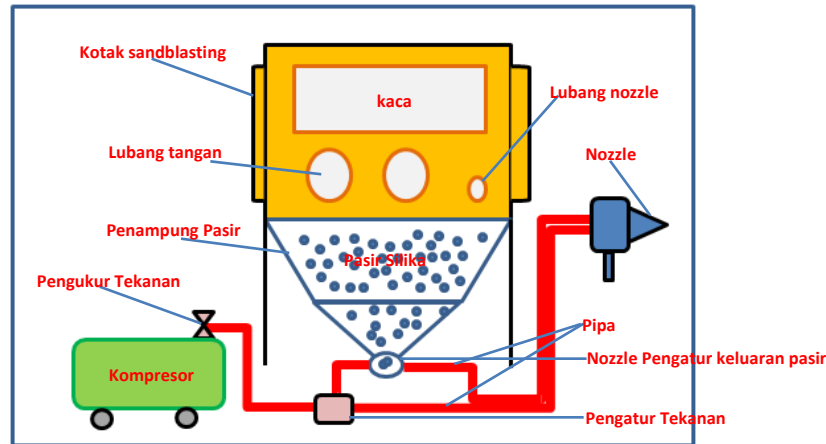 Kotak sandblasting
kaca
Lubang nozzle
Lubang tangan
Nozzle
Penampung Pasir
Pasir Silika
Pengukur Tekanan
Pipa
Nozzle Pengatur keluaran pasir
Kompresor
Pengatur Tekanan